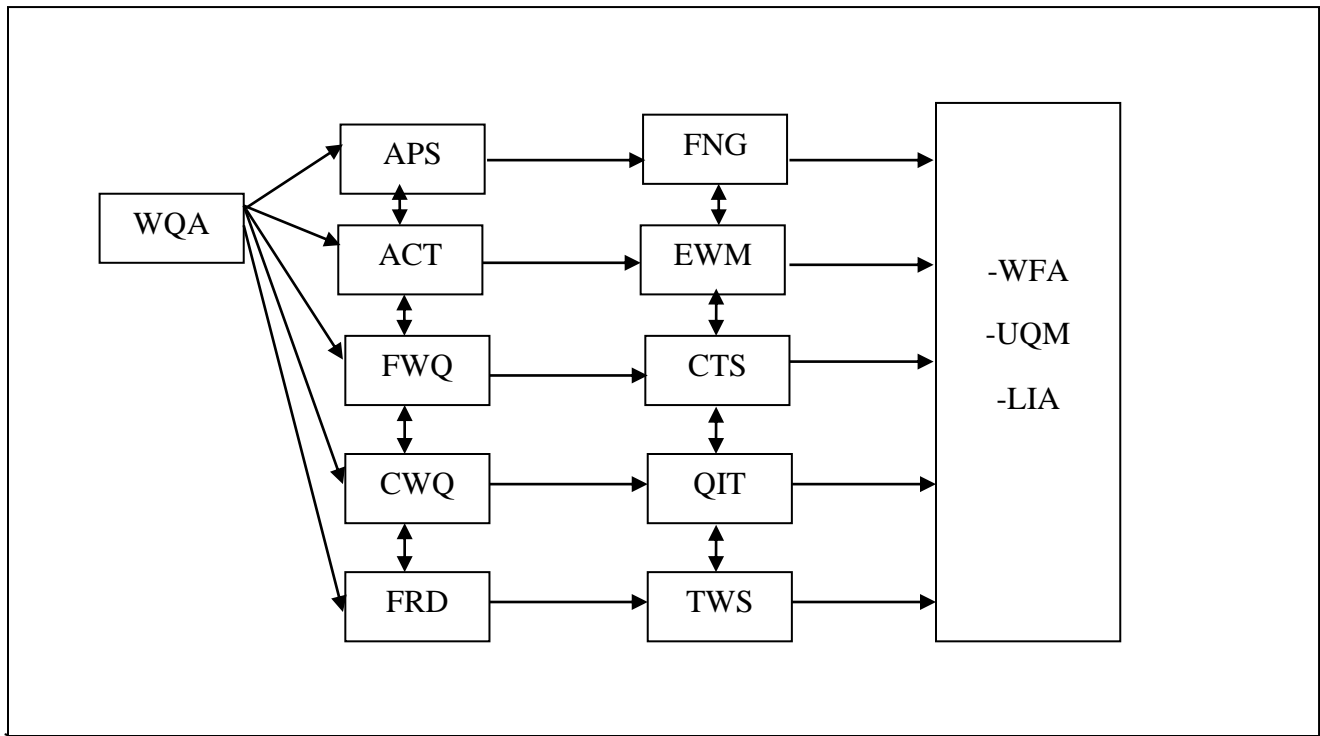 APS
FNG
WQA
ACT
EWM
-WFA
-UQM
-LIA
FWQ
CTS
CWQ
QIT
FRD
TWS